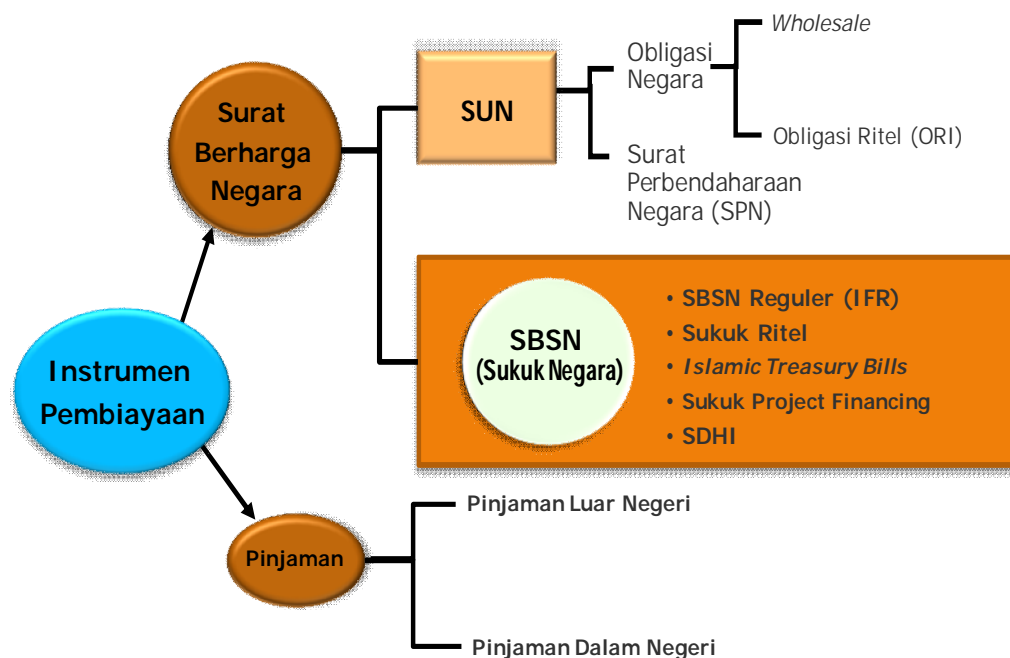 Instrumen
Pembiayaan
Surat
Berharga
Negara
SUN
Obligasi
Negara
Wholesale
Obligasi Ritel (ORI)
Surat
Perbendaharaan
Negara (SPN)
SBSN
(Sukuk Negara)
• SBSN Reguler (IFR)
• Sukuk Ritel
• Islamic Treasury Bills
• Sukuk Project Financing
• SDHI
Pinjaman
Pinjaman Luar Negeri
Pinjaman Dalam Negeri